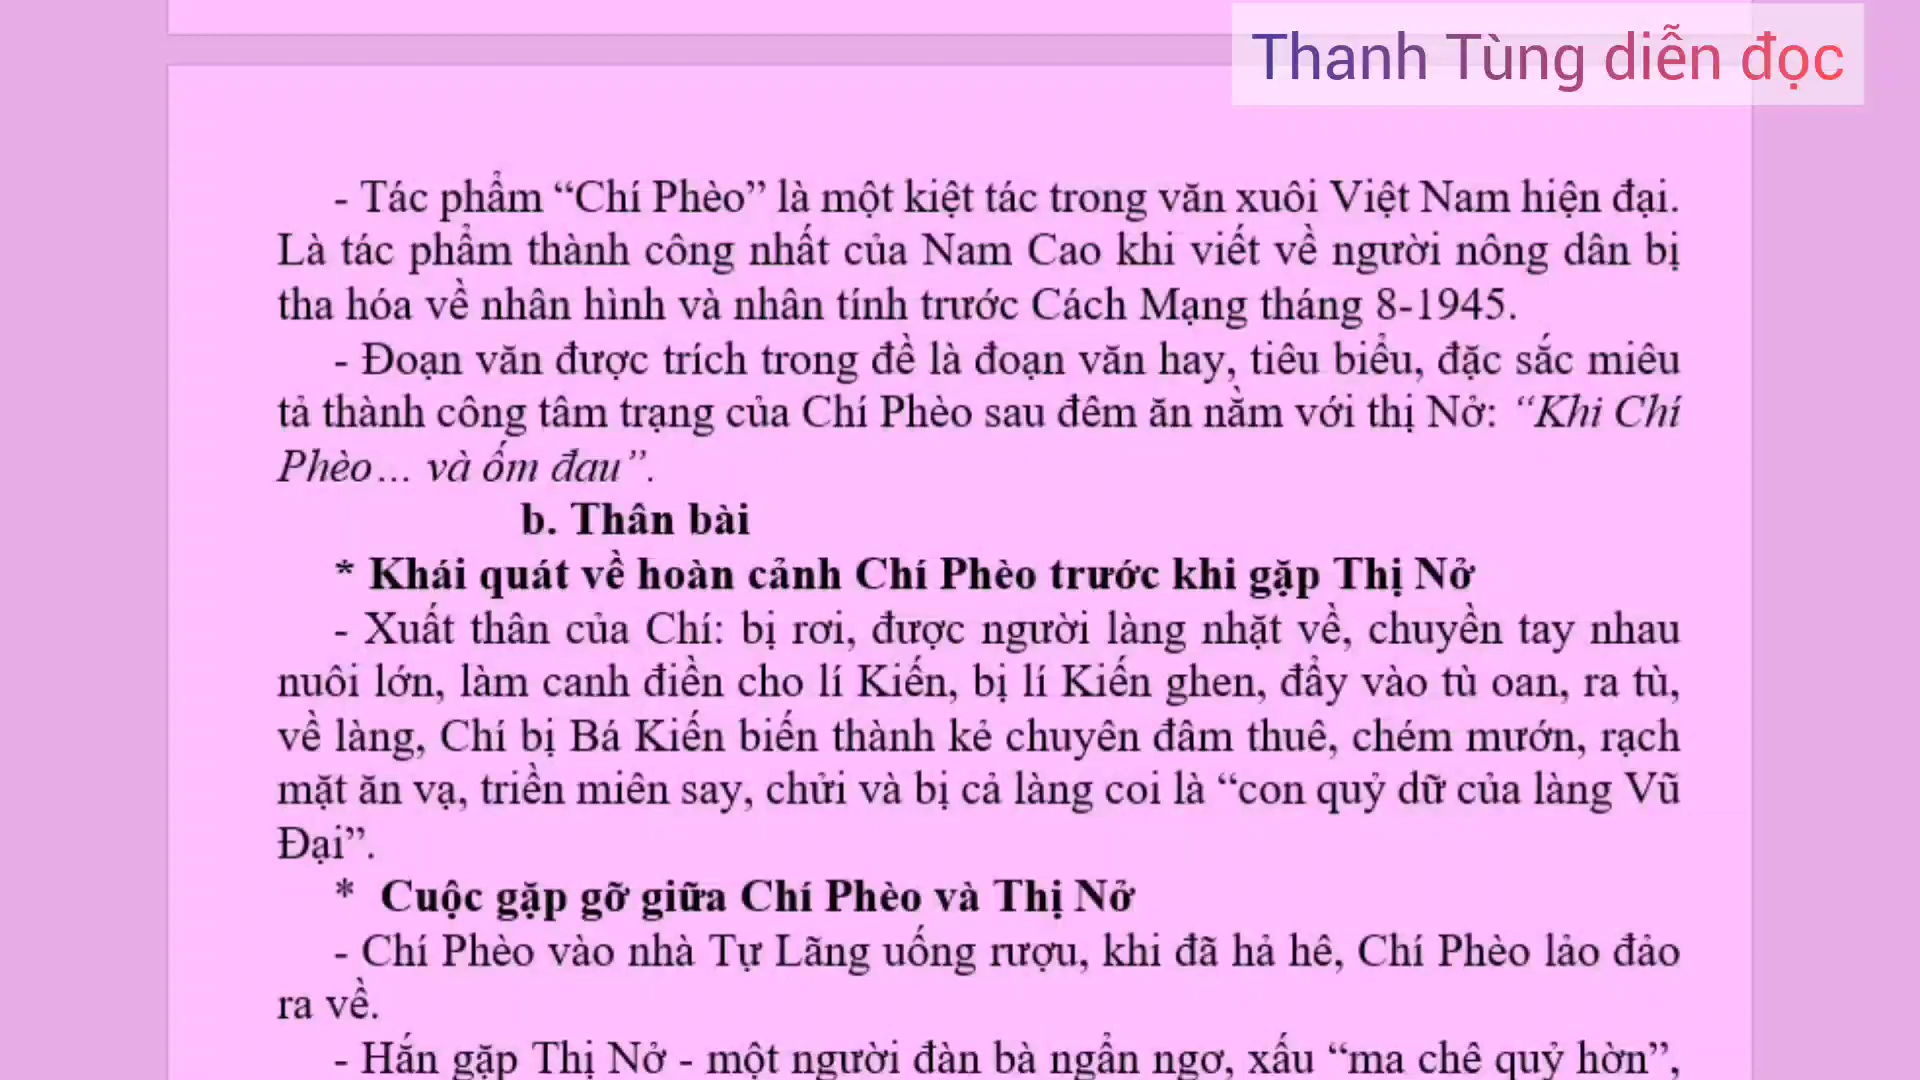 Thanh Tùng diễn đọc
- Tác phẩm “Chí Phèo” là một kiệt tác trong văn xuôi Việt Nam hiện đại.
Là tác phẩm thành công nhất của Nam Cao khi viết về người nông dân bị
tha hóa về nhân hình và nhân tính trước Cách Mạng tháng 8-1945.
- Đoạn văn được trích trong đề là đoạn văn hay, tiêu biểu, đặc sắc miêu
tả thành công tâm trạng của Chí Phèo sau đêm ăn nằm với thị Nở: “Khi Chí
Phèo... và ốm đau”.
b. Thân bài
* Khái quát về hoàn cảnh Chí Phèo trước khi gặp Thị Nở
- Xuất thân của Chí: bị rơi, được người làng nhặt về, chuyền tay nhau
nuôi lớn, làm canh điền cho lí Kiến, bị lí Kiến ghen, đẩy vào tù oan, ra tù,
về làng, Chí bị Bá Kiến biến thành kẻ chuyên đâm thuê, chém mướn, rạch
mặt ăn vạ, triền miên say, chửi và bị cả làng coi là “con quỷ dữ của làng Vũ
Đại”.
* Cuộc gặp gỡ giữa Chí Phèo và Thị Nở
- Chí Phèo vào nhà Tự Lãng uống rượu, khi đã hả hê, Chí Phèo lảo đảo
ra về.
- Hắn gặp Thị Nở - một người đàn bà ngẩn ngơ, xấu “ma chê quỷ hờn”,